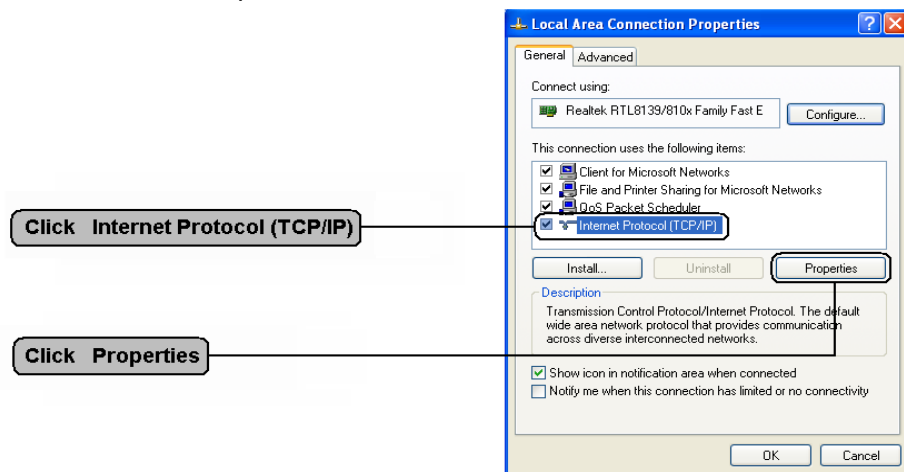 Local Area Connection Properties
General Advanced
Connect using:
Realtek RTL8139/810x Family Fast E
Configure...
This connection uses the following items:
Client for Microsoft Networks
File and Printer Sharing for Microsoft Networks
QoS Packet Scheduler
Click Internet Protocol (TCP/IP)
Internet Protocol (TCP/IP)
Install... Uninstall Properties
Description
Transmission Control Protocol/Internet Protocol. The default
wide area network protocol that provides communication
across diverse interconnected networks.
Click Properties
Show icon in notification area when connected
Notify me when this connection has limited or no connectivity
OK Cancel